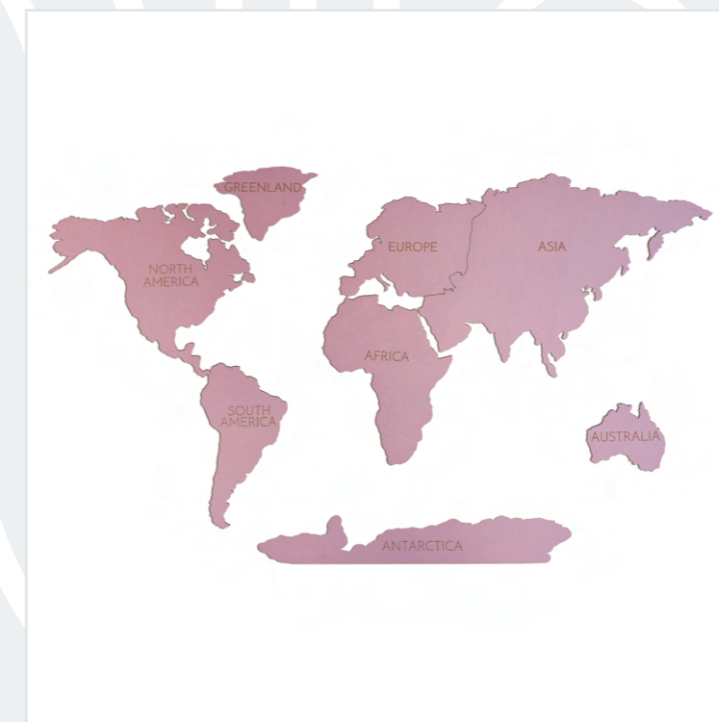 GREENLAND
NORTH
AMERICA
EUROPE
ASIA
AFRICA
SOUTH
AMERICA
AUSTRALIA
ANTARCTICA